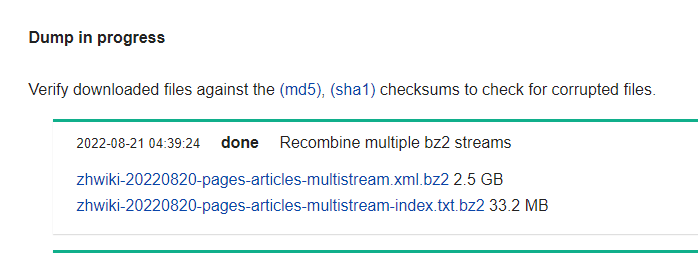 Dump in progress
Verify downloaded files against the (md5), (sha1) checksums to check for corrupted files.
2022-08-21 04:39:24 done Recombine multiple bz2 streams
zhwiki-20220820-pages-articles-multistream.xml.bz2 2.5 GB
zhwiki-20220820-pages-articles-multistream-index.txt.bz2 33.2 MB